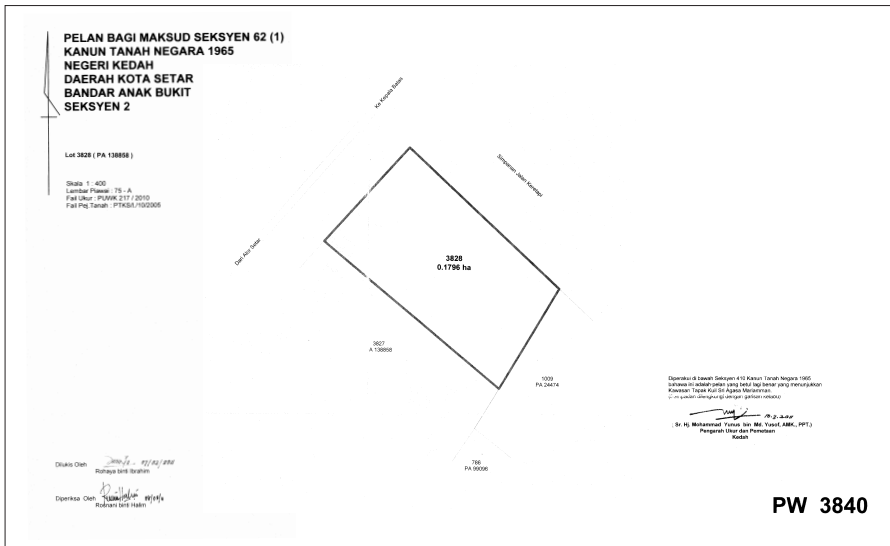 PELAN BAGI MAKSUD SEKSYEN 62 (1)
KANUN TANAH NEGARA 1965
NEGERI KEDAH
DAERAH KOTA SETAR
BANDAR ANAK BUKIT
SEKSYEN 2
Lot 3828 ( PA 138858 )
Skala 1 : 400
Lembar Piawai : 75 - A
Fail Ukur : PUWK 217 / 2010
Fail Pej.Tanah : PTKS/L/10/2005
Ke Kepala Batas
Simpanan Jalan Keretapi
Dari Alor Setar
3828
0.1796 ha
3827
A 138858
1009
PA 24474
786
PA 99096
Diperakui di bawah Seksyen 410 Kanun Tanah Negara 1965
bahawa ini adalah pelan yang betul lagi benar yang menunjukkan
Kawasan Tapak Kuil Sri Agasa Mariamman.
dengan garisan kelabu)
( Sr. Hj. Mohammad Yunus bin Md. Yusof, AMK., PPT.)
Pengarah Ukur dan Pemetaan
Kedah
Dilukis Oleh
Rohaya binti Ibrahim
Diperiksa Oleh
Rosnani binti Halim
PW 3840